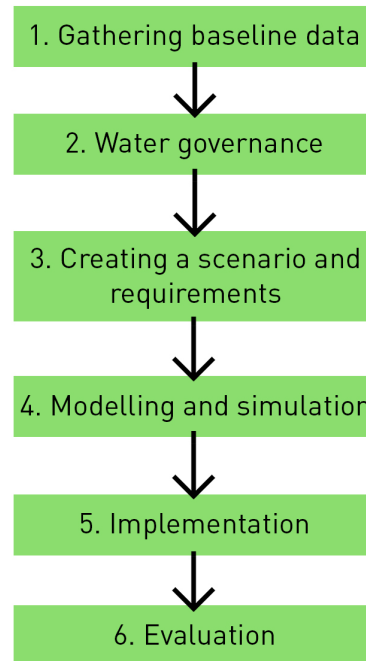 1. Gathering baseline data
2. Water governance
3. Creating a scenario and
requirements
4. Modelling and simulation
5. Implementation
6. Evaluation